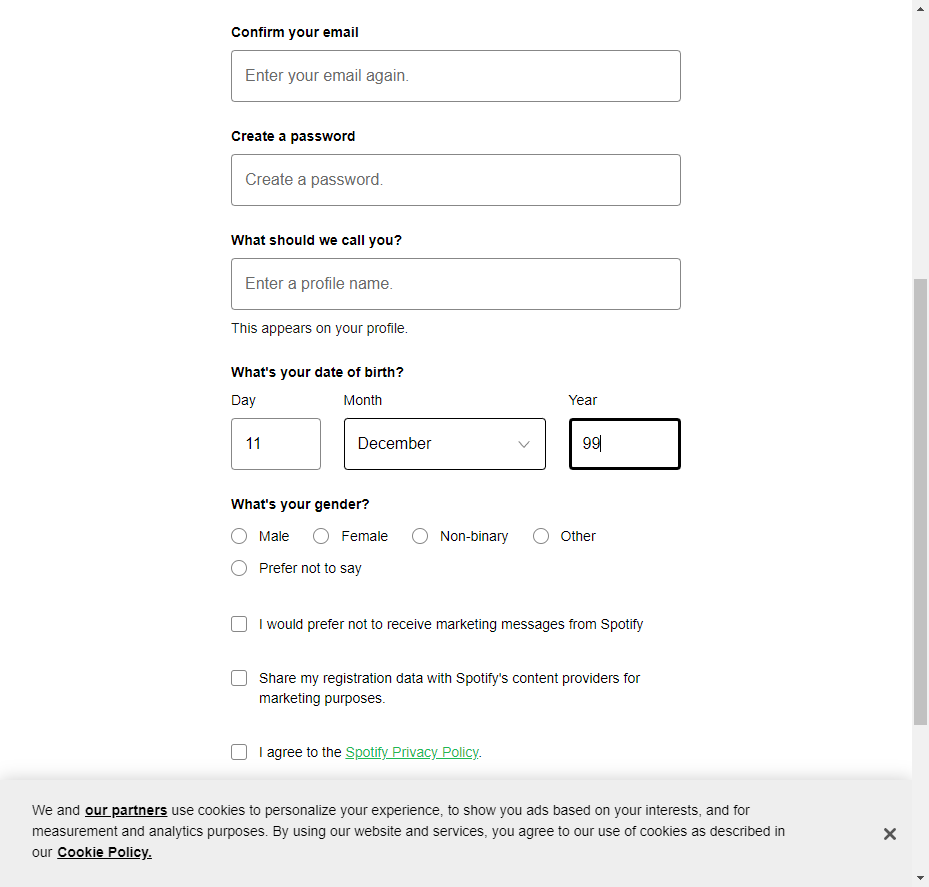 Confirm your email
Enter your email again.
Create a password
Create a password.
What should we call you?
Enter a profile name.
This appears on your profile.
What's your date of birth?
Day Month Year
11 December 99
What's your gender?
Male Female Non-binary Other
Prefer not to say
I would prefer not to receive marketing messages from Spotify
Share my registration data with Spotify's content providers for
marketing purposes.
I agree to the Spotify Privacy Policy.
We and our partners use cookies to personalize your experience, to show you ads based on your interests, and for
measurement and analytics purposes. By using our website and services, you agree to our use of cookies as described in
our Cookie Policy.